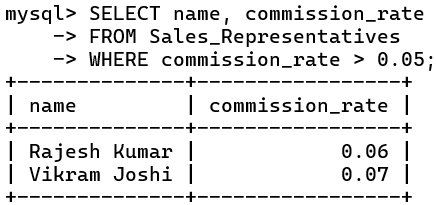 mysql> SELECT name, commission_rate
    -> FROM Sales_Representatives
    -> WHERE commission_rate > 0.05;
+--------------+-----------------+
| name         | commission_rate |
+--------------+-----------------+
| Rajesh Kumar |            0.06 |
| Vikram Joshi |            0.07 |
+--------------+-----------------+